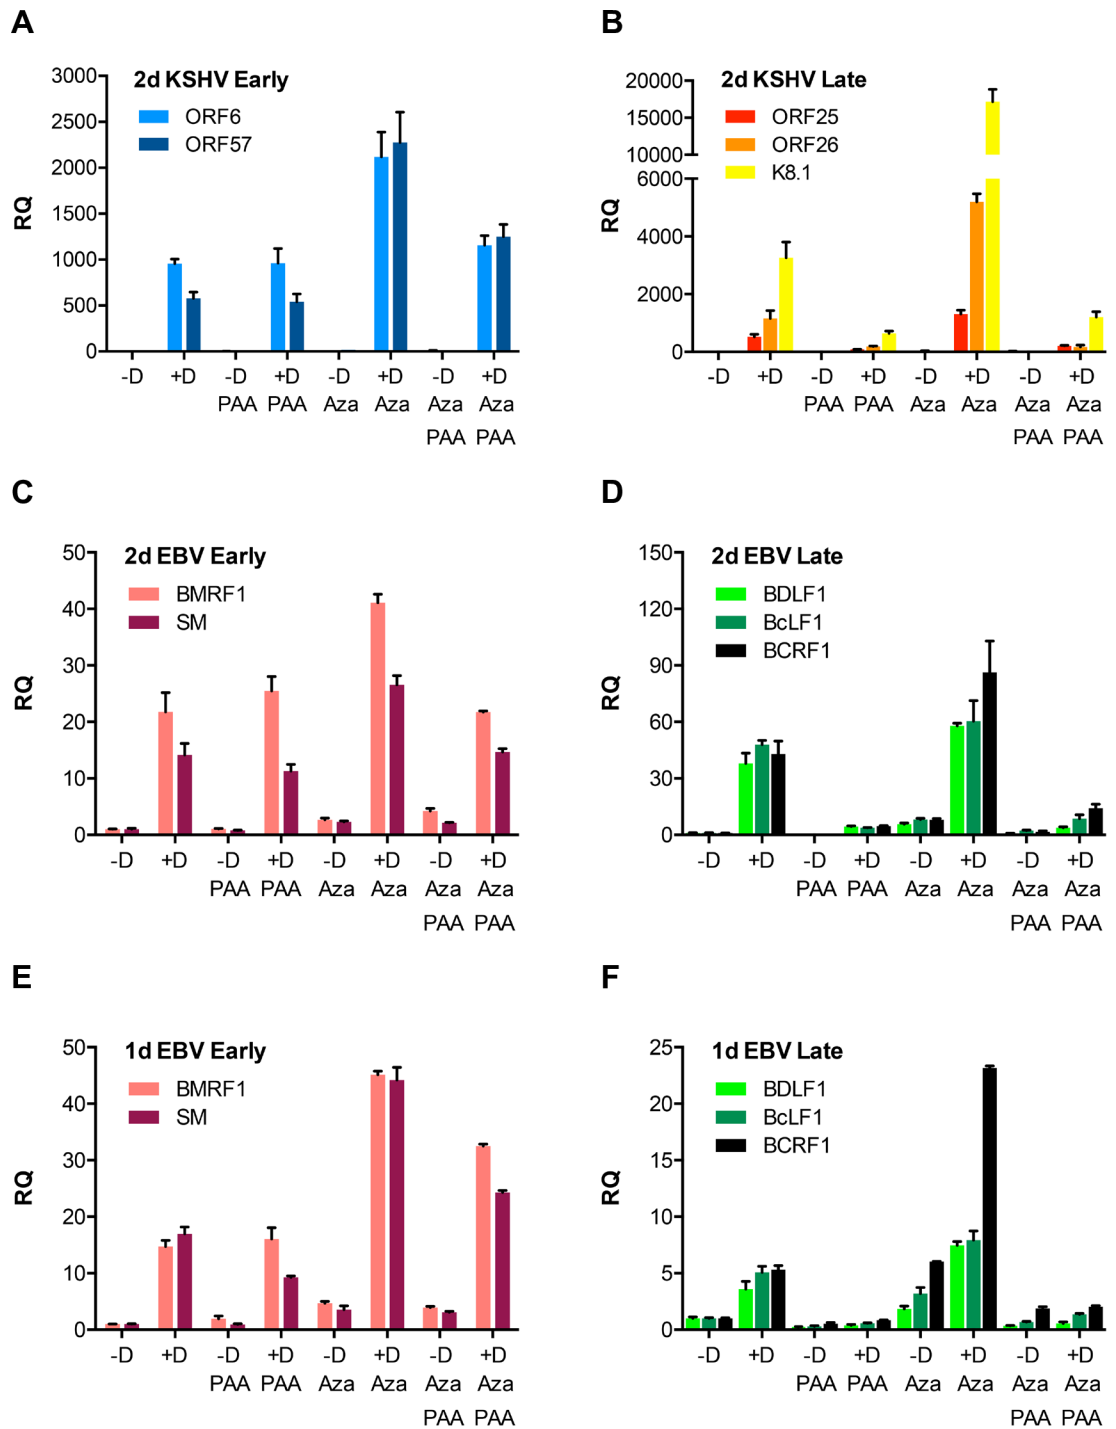 A
2d KSHV Early
ORF6
ORF57
RQ
3000
2500
2000
1500
1000
500
0
-D +D -D +D -D +D -D +D
PAA PAA Aza Aza Aza Aza
PAA PAA
B
2d KSHV Late
ORF25
ORF26
K8.1
RQ
20000
15000
10000
6000
4000
2000
0
-D +D -D +D -D +D -D +D
PAA PAA Aza Aza Aza Aza
PAA PAA
C
2d EBV Early
BMRF1
SM
RQ
50
40
30
20
10
0
-D +D -D +D -D +D -D +D
PAA PAA Aza Aza Aza Aza
PAA PAA
D
2d EBV Late
BDLF1
BcLF1
BCRF1
RQ
150
120
90
60
30
0
-D +D -D +D -D +D -D +D
PAA PAA Aza Aza Aza Aza
PAA PAA
E
1d EBV Early
BMRF1
SM
RQ
50
40
30
20
10
0
-D +D -D +D -D +D -D +D
PAA PAA Aza Aza Aza Aza
PAA PAA
F
1d EBV Late
BDLF1
BcLF1
BCRF1
RQ
25
20
15
10
5
0
-D +D -D +D -D +D -D +D
PAA PAA Aza Aza Aza Aza
PAA PAA